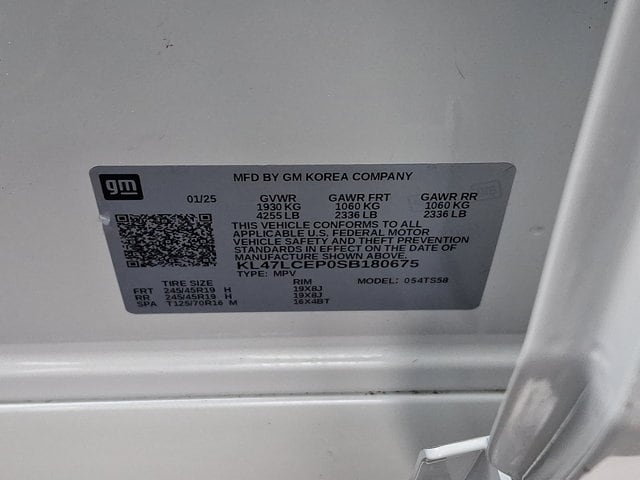 gm
MFD BY GM KOREA COMPANY
01/25 GVWR GAWR FRT GAWR RR
1930 KG 1060 KG 1060 KG
4255 LB 2336 LB 2336 LB
THIS VEHICLE CONFORMS TO ALL
APPLICABLE U.S. FEDERAL MOTOR
VEHICLE SAFETY AND THEFT PREVENTION
STANDARDS IN EFFECT ON THE DATE OF
MANUFACTURE SHOWN ABOVE.
KL47LCEP0SB180675
TYPE: MPV MODEL: 054TS58
TIRE SIZE RIM
FRT 245/45R19 H 19X8J
RR 245/45R19 H 19X8J
SPA T125/70R16 M 16X4BT